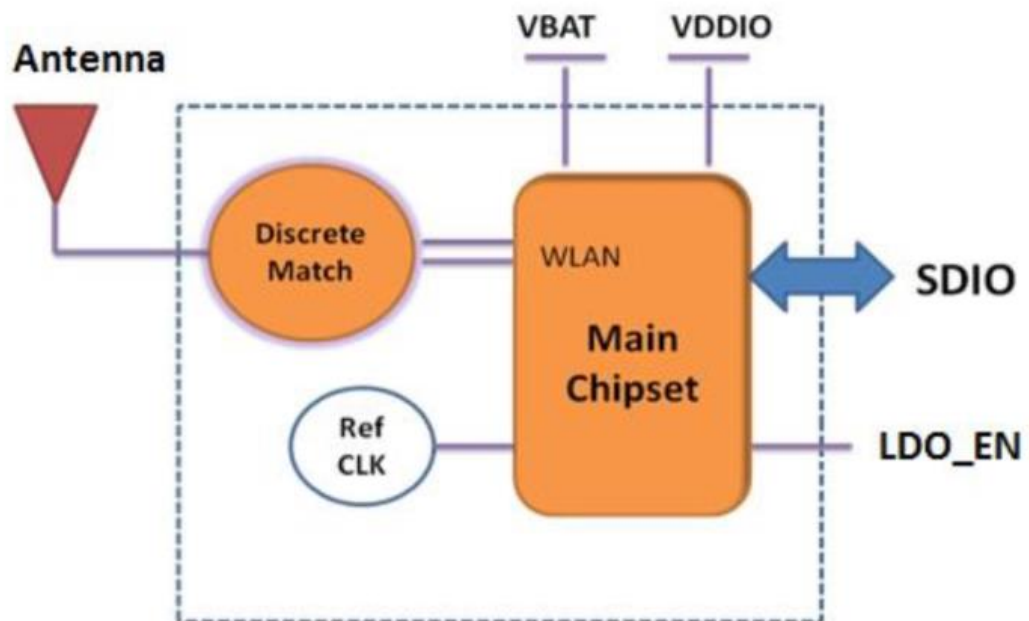 VBAT
VDDIO
Antenna
Discrete
Match
WLAN
SDIO
Main
Chipset
Ref
CLK
LDO_EN